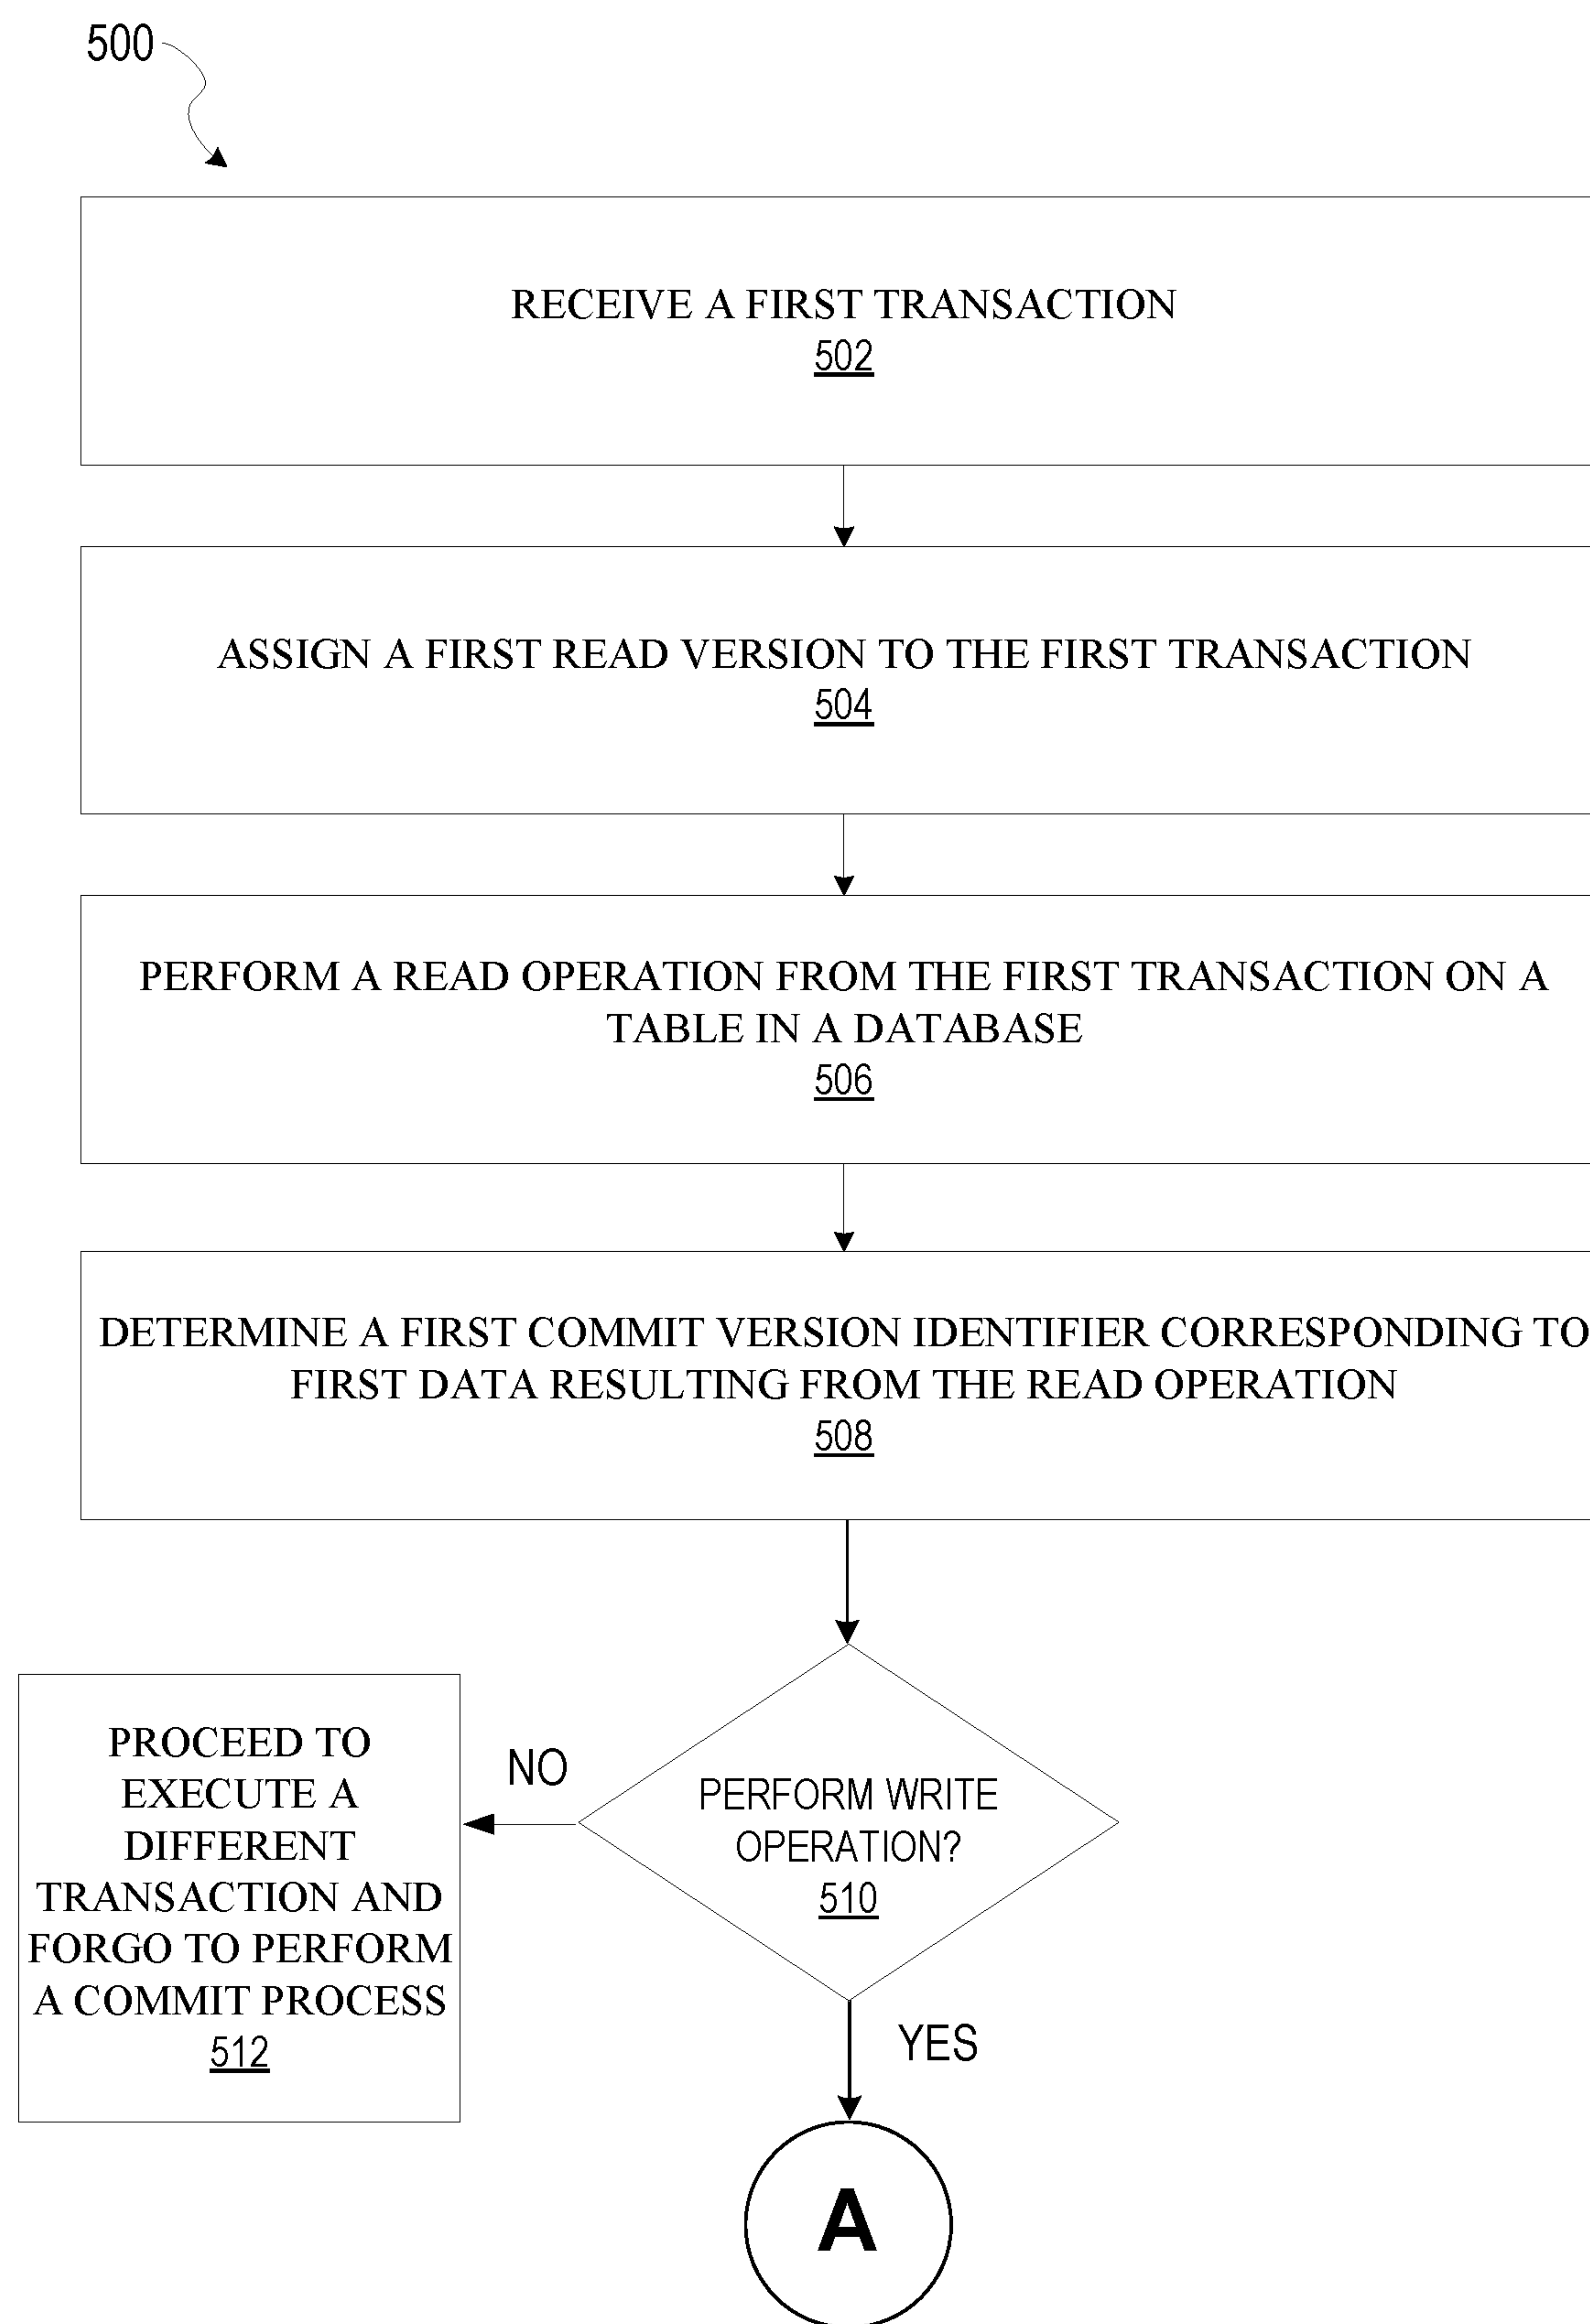 500
RECEIVE A FIRST TRANSACTION
502
ASSIGN A FIRST READ VERSION TO THE FIRST TRANSACTION
504
PERFORM A READ OPERATION FROM THE FIRST TRANSACTION ON A
TABLE IN A DATABASE
506
DETERMINE A FIRST COMMIT VERSION IDENTIFIER CORRESPONDING TO
FIRST DATA RESULTING FROM THE READ OPERATION
508
PERFORM WRITE
OPERATION?
510
NO
PROCEED TO
EXECUTE A
DIFFERENT
TRANSACTION AND
FORGO TO PERFORM
A COMMIT PROCESS
512
YES
A